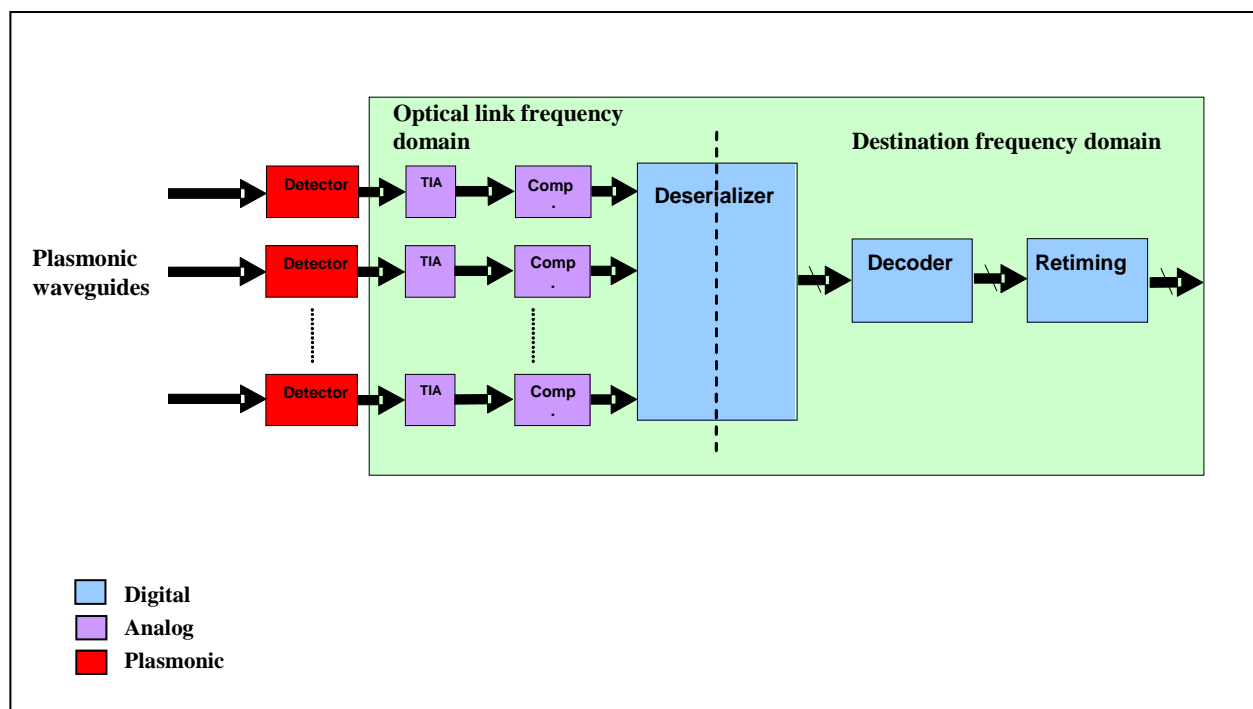 Optical link frequency
domain
Destination frequency domain
Detector
TIA
Comp
.
Deserializer
Plasmonic
waveguides
Detector
TIA
Comp
.
Decoder
Retiming
Detector
TIA
Comp
.
Digital
Analog
Plasmonic